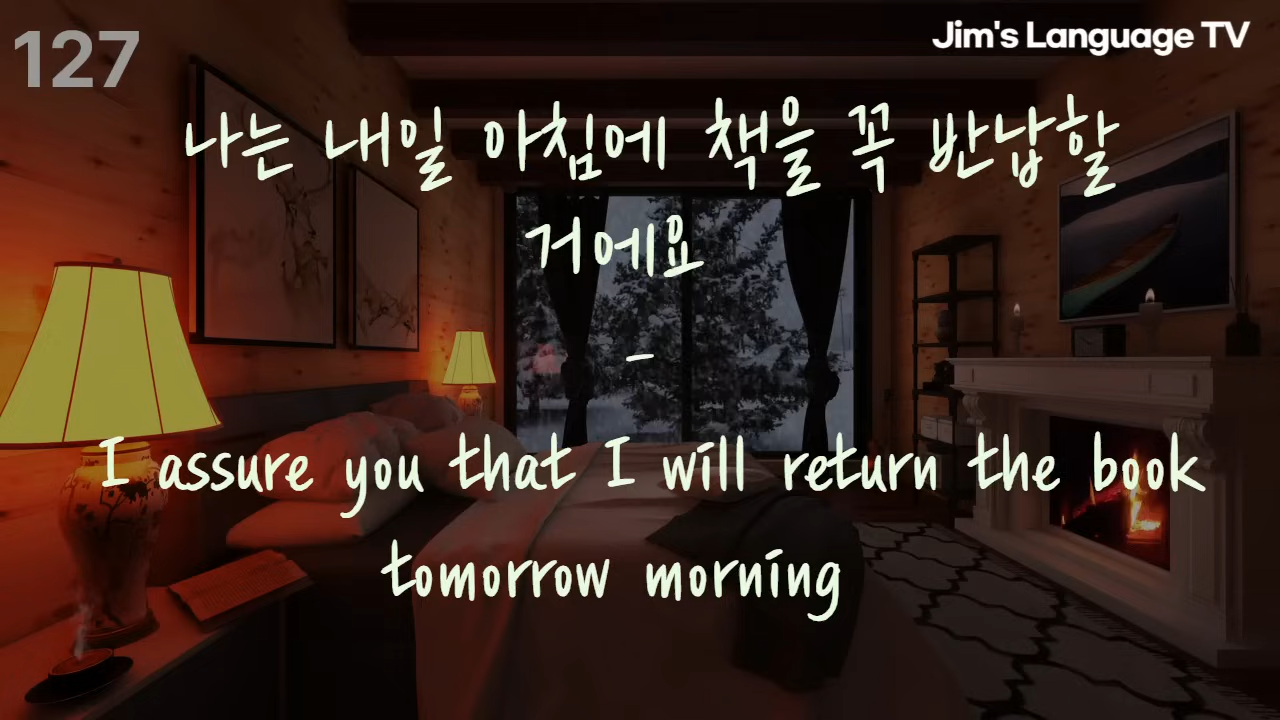 127
Jim's Language TV
나는 내일 아침에 책을 꼭 반납할
거에요
-
I assure you that I will return the book
tomorrow morning